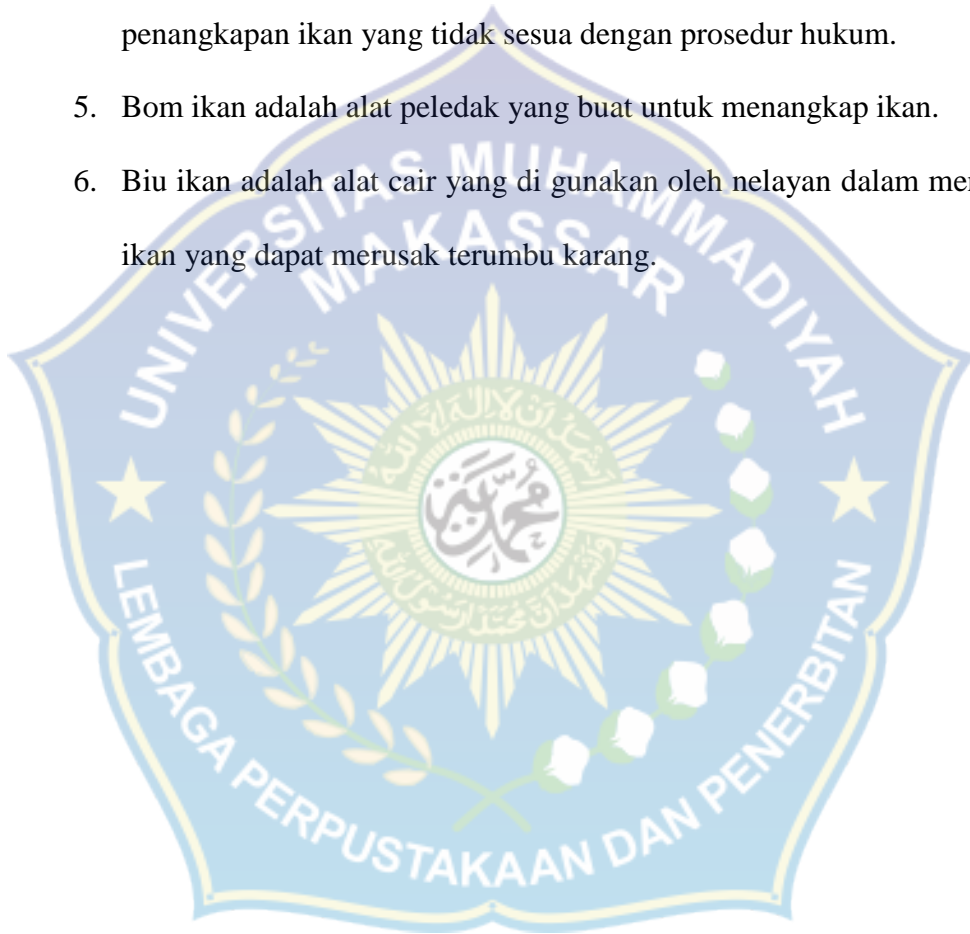 penangkapan ikan yang tidak sesua dengan prosedur hukum.
5. Bom ikan adalah alat peledak yang buat untuk menangkap ikan.
6. Biu ikan adalah alat cair yang di gunakan oleh nelayan dalam
ikan yang dapat merusak terumbu karang.
UNIVERSITAS MUHAMMADIYAH
MAKASSAR
LEMBAGA PERPUSTAKAAN DAN PENERBITAN